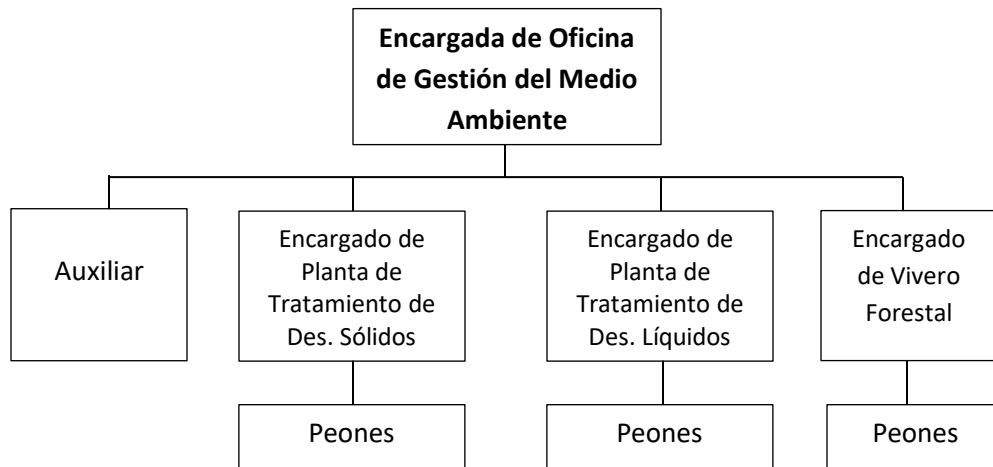 Encargada de Oficina
de Gestión del Medio
Ambiente
Auxiliar
Encargado de
Planta de
Tratamiento de
Des. Sólidos
Encargado de
Planta de
Tratamiento de
Des. Líquidos
Encargado
de Vivero
Forestal
Peones
Peones
Peones